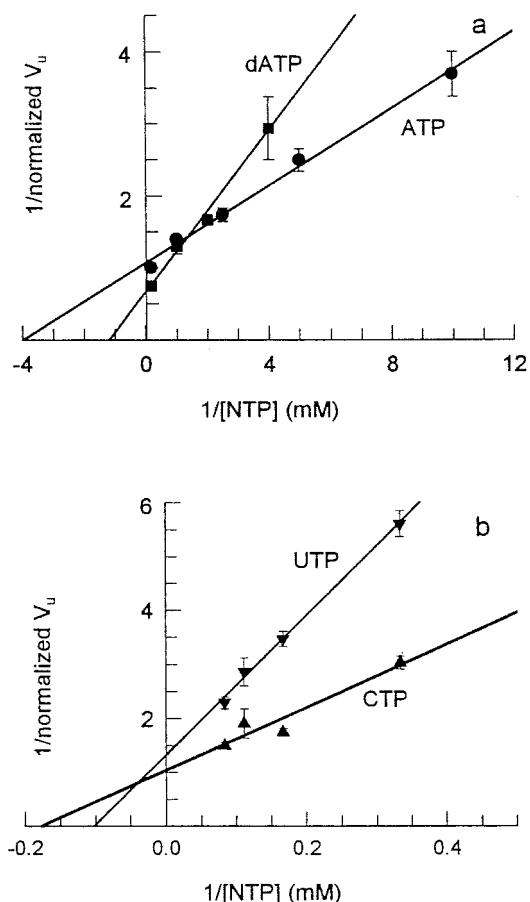 a
4
dATP
ATP
1/normalized Vu
2
-4 0 4 8 12
1/[NTP] (mM)
6
b
UTP
4
1/normalized Vu
CTP
2
-0.2 0.0 0.2 0.4
1/[NTP] (mM)